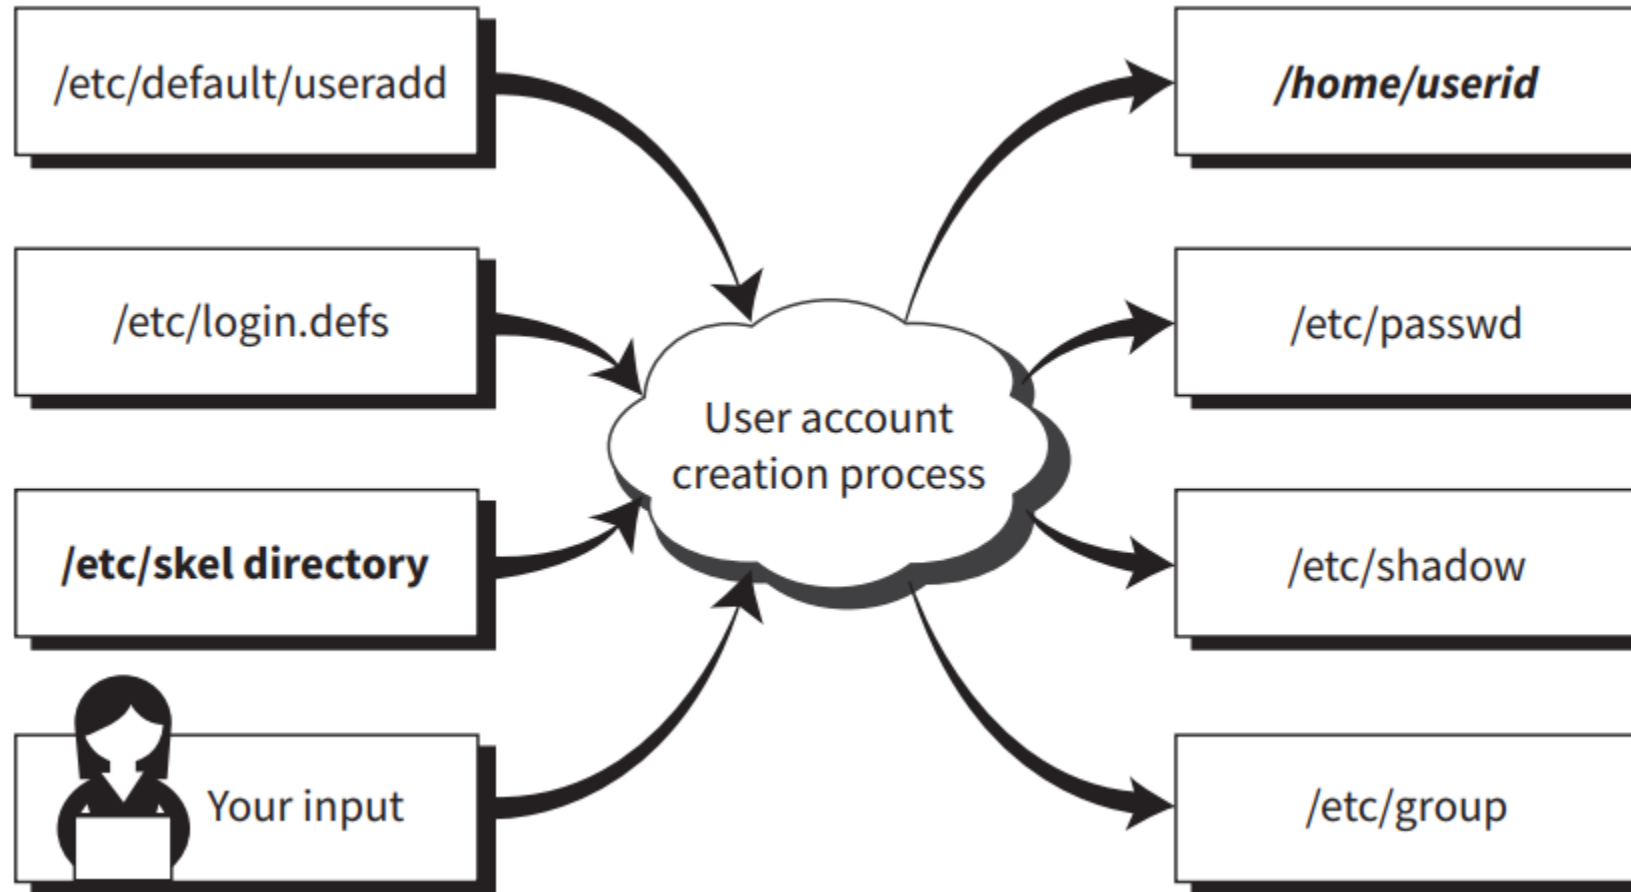 /etc/default/useradd
/etc/login.defs
/etc/skel directory
Your input
User account
creation process
/home/userid
/etc/passwd
/etc/shadow
/etc/group